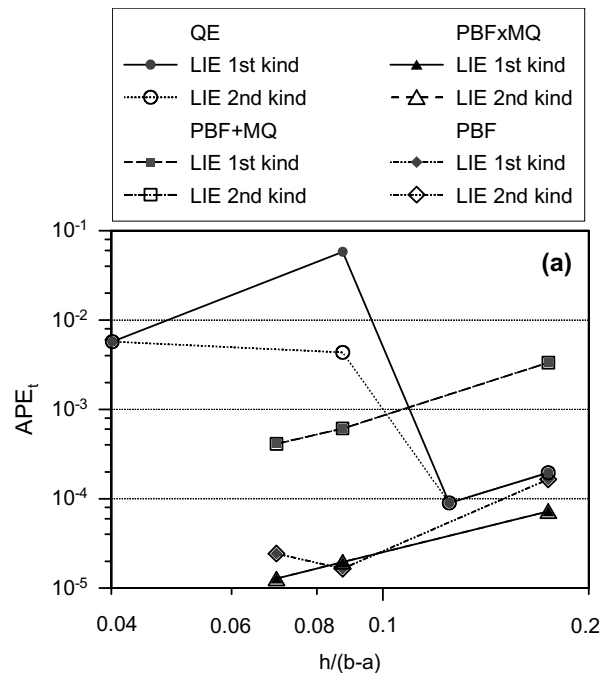 QE PBFxMQ
LIE 1st kind LIE 1st kind
LIE 2nd kind LIE 2nd kind
PBF+MQ PBF
LIE 1st kind LIE 1st kind
LIE 2nd kind LIE 2nd kind
(a)
10⁻¹
10⁻²
10⁻³
10⁻⁴
10⁻⁵
APEₜ
0.04 0.06 0.08 0.1 0.2
h/(b-a)